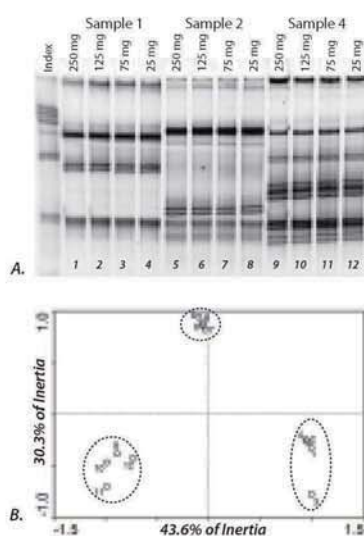 Sample 1 Sample 2 Sample 4
Index 250 mg 125 mg 75 mg 25 mg 250 mg 125 mg 75 mg 25 mg 250 mg 125 mg 75 mg 25 mg
A. 1 2 3 4 5 6 7 8 9 10 11 12
1.0
30.3% of Inertia
-1.0
B. -1.5 43.6% of Inertia 1.5